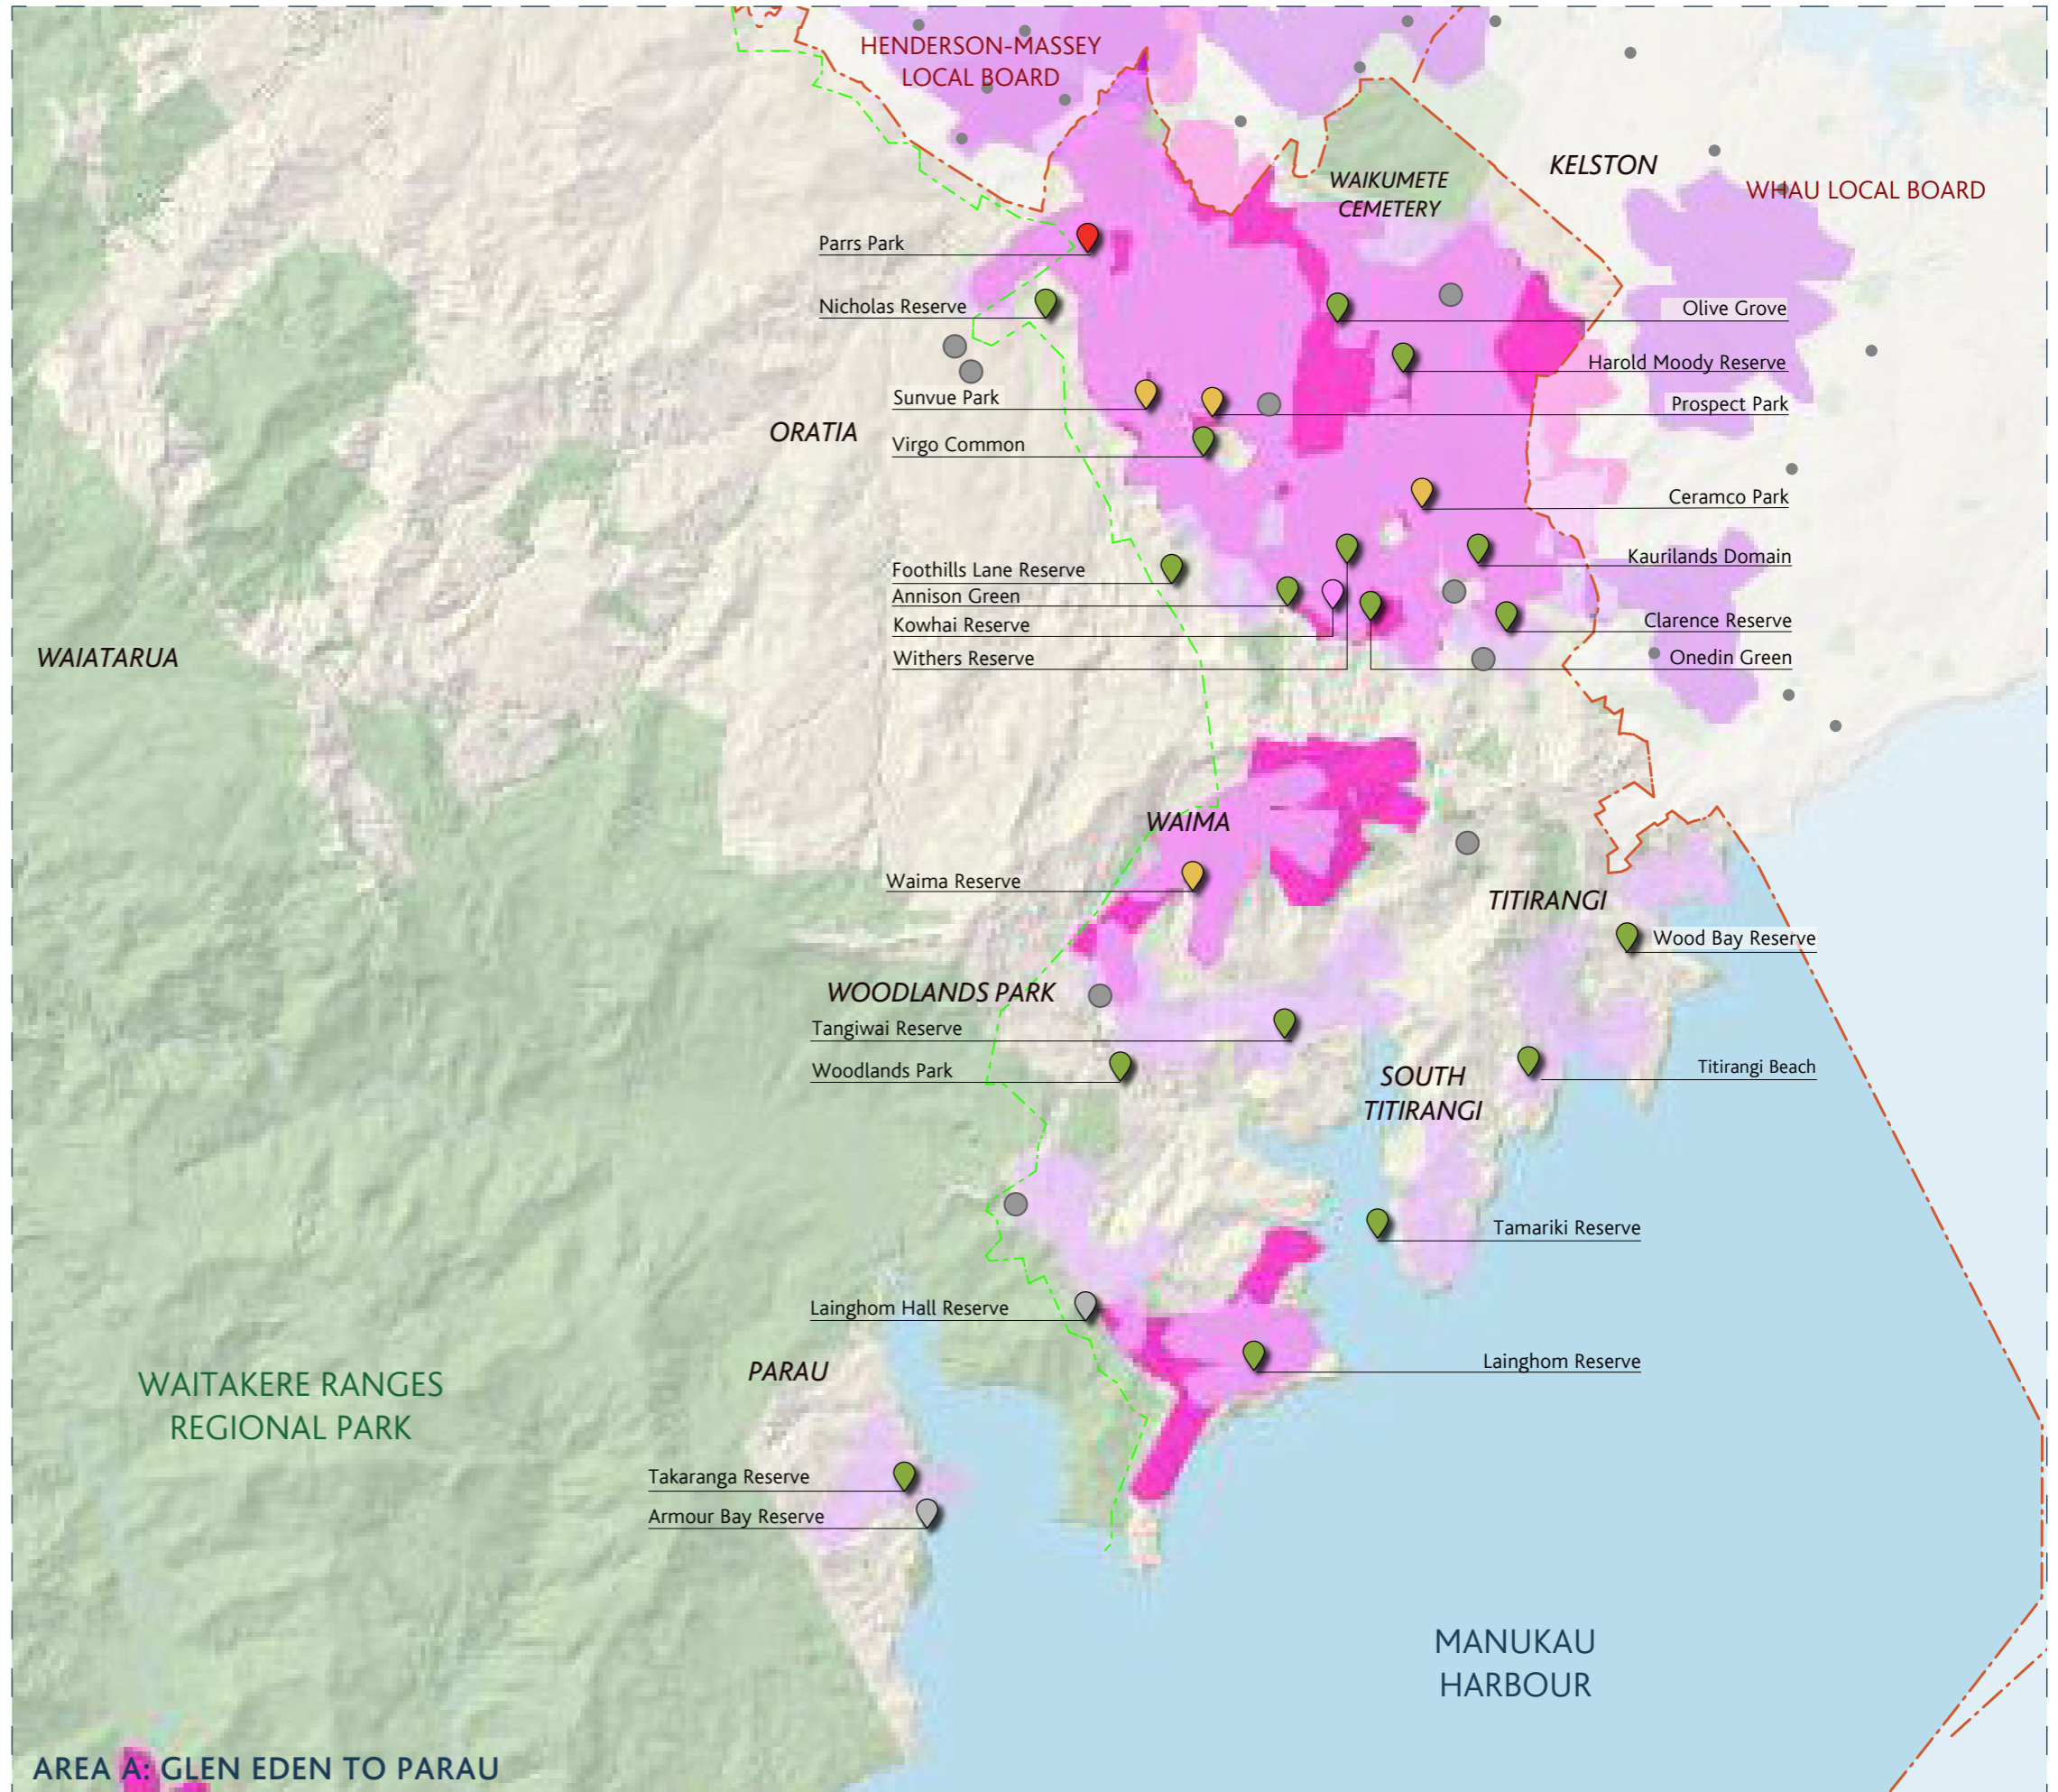 HENDERSON-MASSEY
LOCAL BOARD
KELSTON
WAIKUMETE
CEMETERY
WHAU LOCAL BOARD
Parrs Park
Nicholas Reserve
Olive Grove
Harold Moody Reserve
Sunvue Park
Prospect Park
ORATIA
Virgo Common
Ceramco Park
Kaurilands Domain
Foothills Lane Reserve
Annison Green
Kowhai Reserve
Clarence Reserve
Withers Reserve
Onedin Green
WAIATARUA
WAIMA
Waima Reserve
TITIRANGI
Wood Bay Reserve
WOODLANDS PARK
Tangiwai Reserve
Woodlands Park
Titirangi Beach
SOUTH
TITIRANGI
Tamariki Reserve
Lainghom Hall Reserve
Lainghom Reserve
PARAU
WAITAKERE RANGES
REGIONAL PARK
Takaranga Reserve
Armour Bay Reserve
MANUKAU
HARBOUR
AREA A: GLEN EDEN TO PARAU